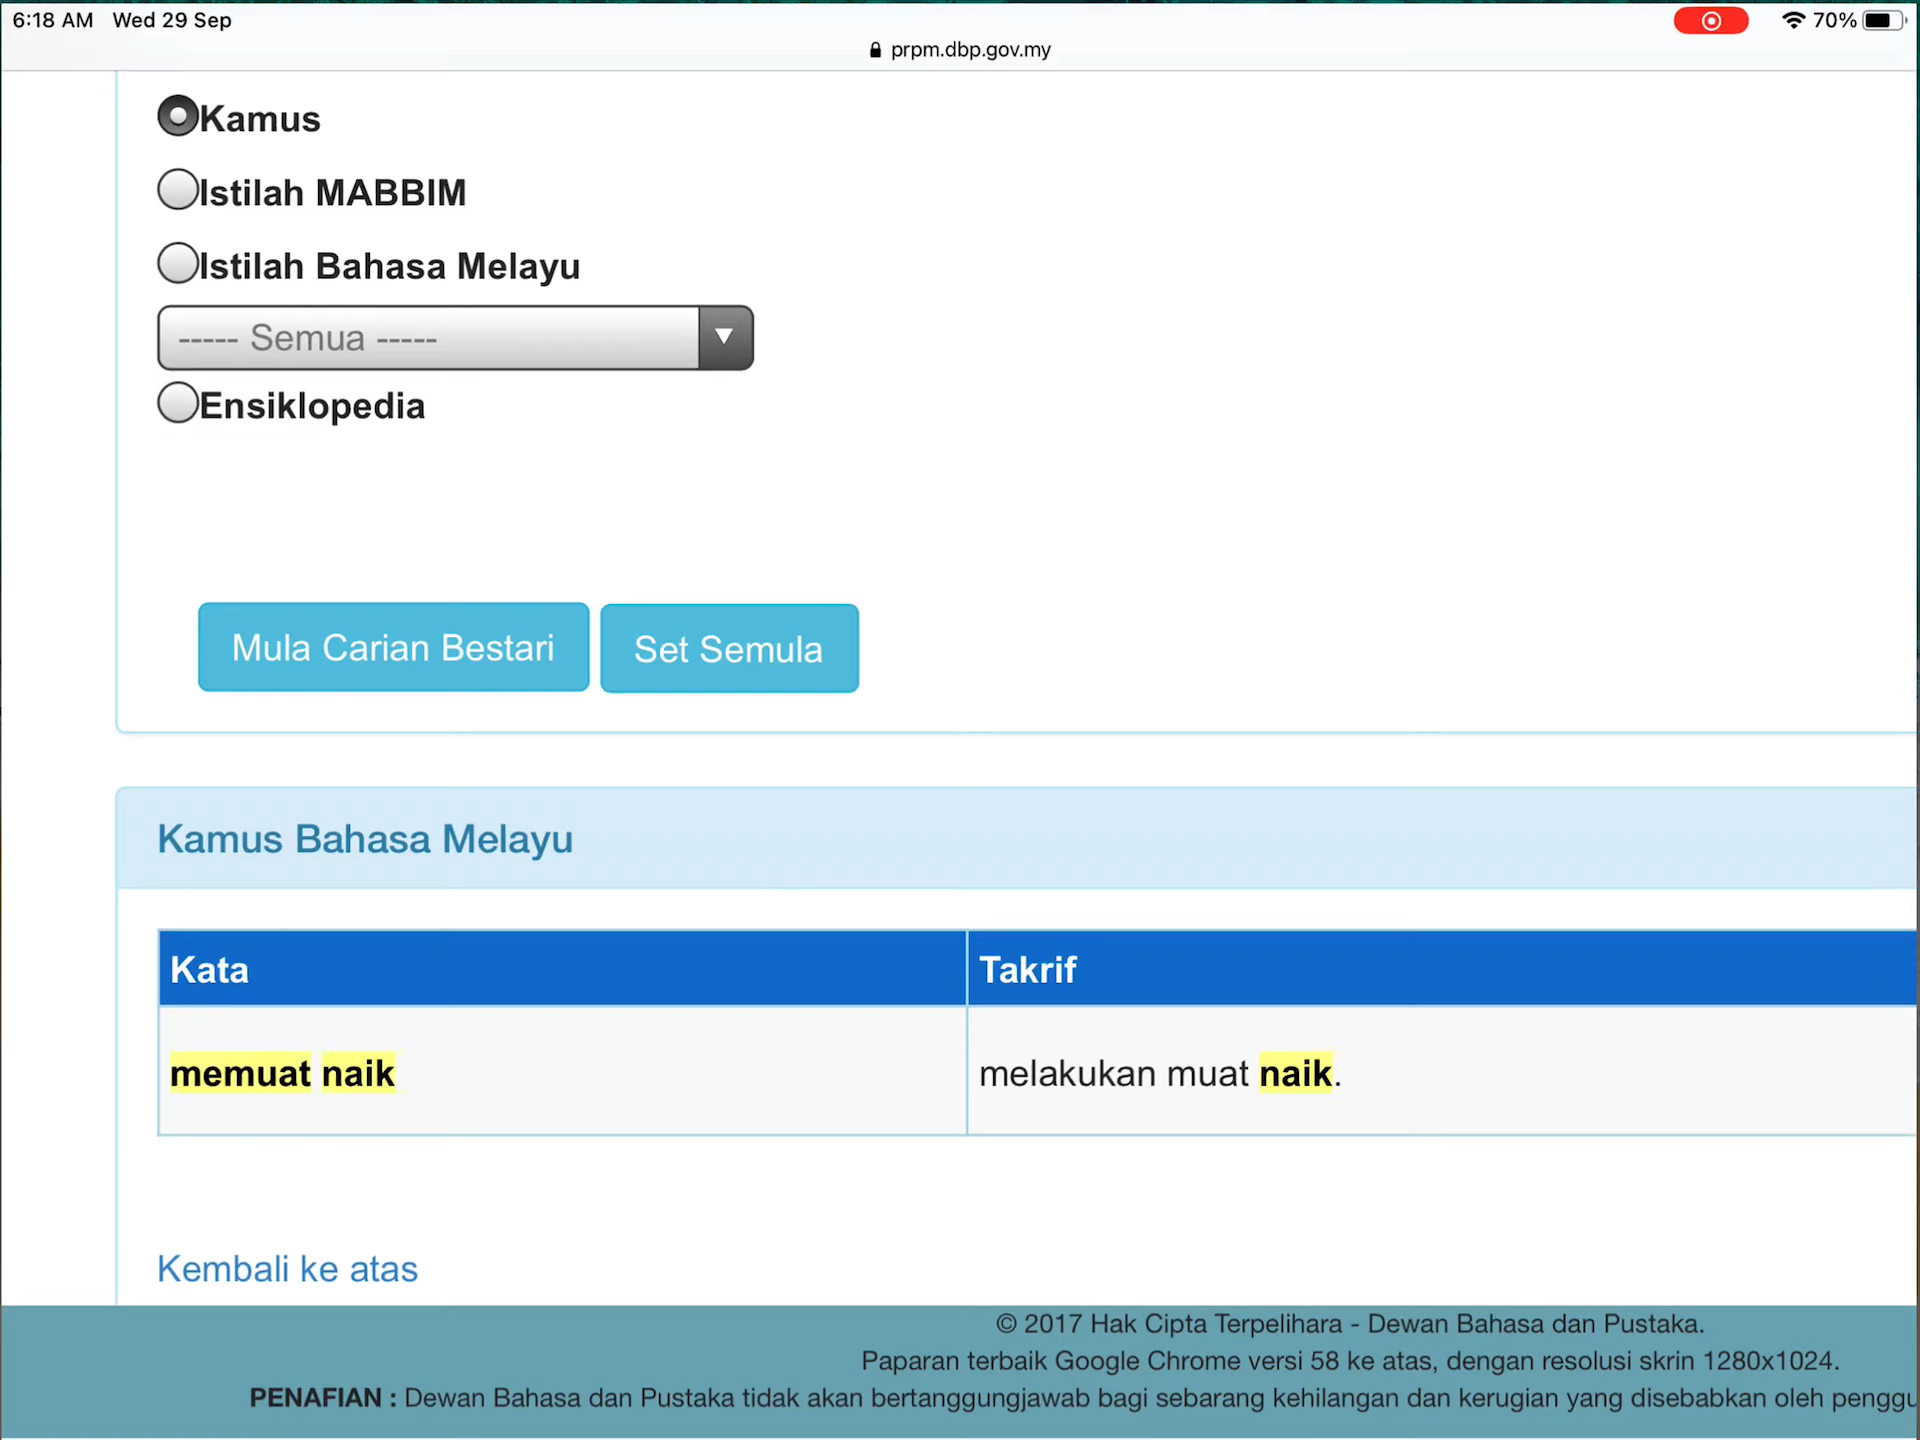 6:18 AM Wed 29 Sep
70%
prpm.dbp.gov.my
Kamus
Istilah MABBIM
Istilah Bahasa Melayu
----- Semua -----
Ensiklopedia
Mula Carian Bestari Set Semula
Kamus Bahasa Melayu
Kata Takrif
memuat naik melakukan muat naik.
Kembali ke atas
© 2017 Hak Cipta Terpelihara - Dewan Bahasa dan Pustaka.
Paparan terbaik Google Chrome versi 58 ke atas, dengan resolusi skrin 1280x1024.
PENAFIAN : Dewan Bahasa dan Pustaka tidak akan bertanggungjawab bagi sebarang kehilangan dan kerugian yang disebabkan oleh penggu